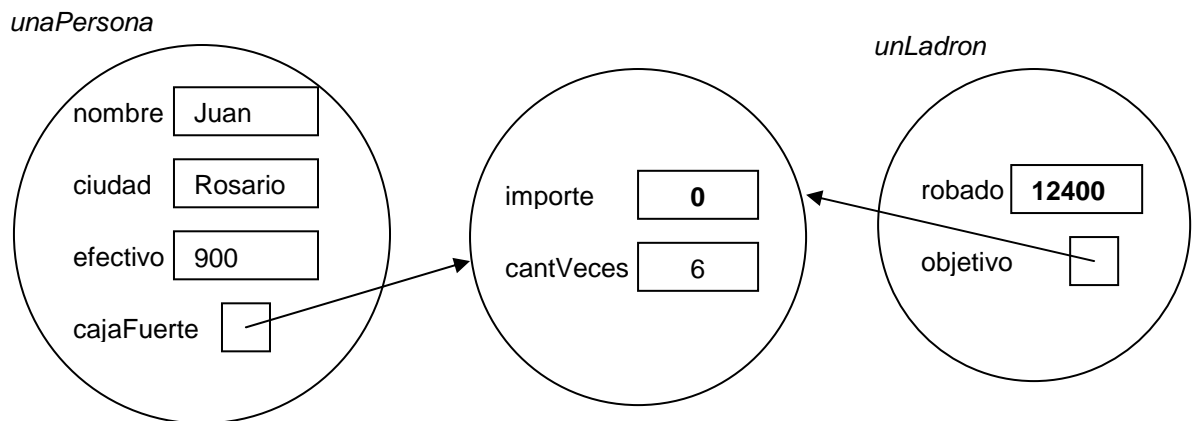 unaPersona
unLadron
nombre Juan
ciudad Rosario
efectivo 900
cajaFuerte
importe 0
cantVeces 6
robado 12400
objetivo